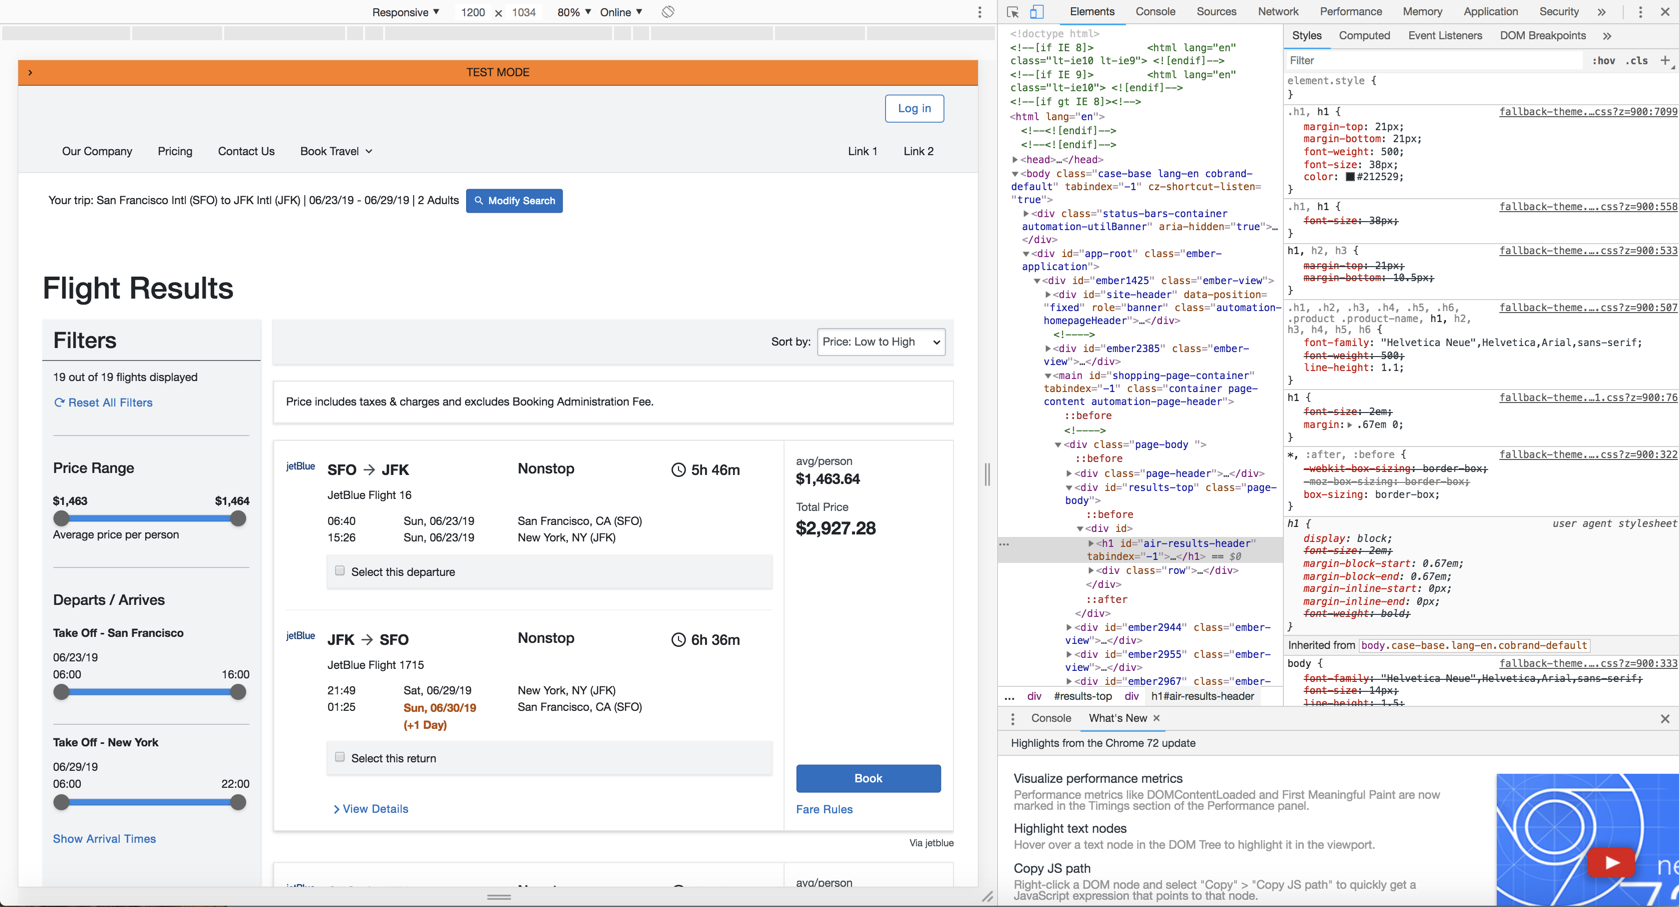 Responsive ▼ 1200 × 1034 80% ▼ Online ▼
TEST MODE
Log in
Our Company Pricing Contact Us Book Travel Link 1 Link 2
Your trip: San Francisco Intl (SFO) to JFK Intl (JFK) | 06/23/19 - 06/29/19 | 2 Adults Modify Search
Flight Results
Filters
19 out of 19 flights displayed
Reset All Filters
Price Range
$1,463 $1,464
Average price per person
Departs / Arrives
Take Off - San Francisco
06/23/19
06:00 16:00
Take Off - New York
06/29/19
06:00 22:00
Show Arrival Times
Sort by: Price: Low to High
Price includes taxes & charges and excludes Booking Administration Fee.
jetBlue SFO → JFK Nonstop 5h 46m
JetBlue Flight 16
06:40 Sun, 06/23/19 San Francisco, CA (SFO)
15:26 Sun, 06/23/19 New York, NY (JFK)
Select this departure
jetBlue JFK → SFO Nonstop 6h 36m
JetBlue Flight 1715
21:49 Sat, 06/29/19 New York, NY (JFK)
01:25 Sun, 06/30/19 San Francisco, CA (SFO)
(+1 Day)
Select this return
View Details
avg/person
$1,463.64
Total Price
$2,927.28
Book
Fare Rules
Via jetblue
avg/person
Elements Console Sources Network Performance Memory Application Security »
<!doctype html>
<!--[if IE 8]> <html lang="en"
class="lt-ie10 lt-ie9"> <![endif]-->
<!--[if IE 9]> <html lang="en"
class="lt-ie10"> <![endif]-->
<!--[if gt IE 8]><!-->
<html lang="en">
<!--<![endif]-->
<!--<![endif]-->
▶<head>…</head>
▼<body class="case-base lang-en cobrand-
default" tabindex="-1" cz-shortcut-listen=
"true">
▶<div class="status-bars-container
automation-utilBanner" aria-hidden="true">…
</div>
▼<div id="app-root" class="ember-
application">
▼<div id="ember1425" class="ember-view">
▶<div id="site-header" data-position=
"fixed" role="banner" class="automation-
homepageHeader">…</div>
<!---->
▶<div id="ember2385" class="ember-
view">…</div>
▼<main id="shopping-page-container"
tabindex="-1" class="container page-
content automation-page-header">
::before
<!---->
▼<div class="page-body ">
::before
▶<div class="page-header">…</div>
▼<div id="results-top" class="page-
body">
::before
▼<div id>
… ▶<h1 id="air-results-header"
tabindex="-1">…</h1> == $0
▶<div class="row">…</div>
</div>
::after
</div>
▶<div id="ember2944" class="ember-
view">…</div>
▶<div id="ember2955" class="ember-
view">…</div>
▶<div id="ember2967" class="ember-
… div #results-top div h1#air-results-header
Styles Computed Event Listeners DOM Breakpoints »
Filter :hov .cls +
element.style {
}
.h1, h1 { fallback-theme.…css?z=900:7099
margin-top: 21px;
margin-bottom: 21px;
font-weight: 500;
font-size: 38px;
color: #212529;
}
.h1, h1 { fallback-theme.…css?z=900:558
font-size: 38px;
}
h1, h2, h3 { fallback-theme.…css?z=900:533
margin-top: 21px;
margin-bottom: 10.5px;
}
.h1, .h2, .h3, .h4, .h5, .h6, fallback-theme.…css?z=900:507
.product .product-name, h1, h2,
h3, h4, h5, h6 {
font-family: "Helvetica Neue",Helvetica,Arial,sans-serif;
font-weight: 500;
line-height: 1.1;
}
h1 { fallback-theme.…1.css?z=900:76
font-size: 2em;
margin:▶ .67em 0;
}
*, :after, :before { fallback-theme.…css?z=900:322
-webkit-box-sizing: border-box;
-moz-box-sizing: border-box;
box-sizing: border-box;
}
h1 { user agent stylesheet
display: block;
font-size: 2em;
margin-block-start: 0.67em;
margin-block-end: 0.67em;
margin-inline-start: 0px;
margin-inline-end: 0px;
font-weight: bold;
}
Inherited from body.case-base.lang-en.cobrand-default
body { fallback-theme.…css?z=900:333
font-family: "Helvetica Neue",Helvetica,Arial,sans-serif;
font-size: 14px;
line-height: 1.5;
Console What's New ×
Highlights from the Chrome 72 update
Visualize performance metrics
Performance metrics like DOMContentLoaded and First Meaningful Paint are now
marked in the Timings section of the Performance panel.
Highlight text nodes
Hover over a text node in the DOM Tree to highlight it in the viewport.
Copy JS path
Right-click a DOM node and select "Copy" > "Copy JS path" to quickly get a
JavaScript expression that points to that node.